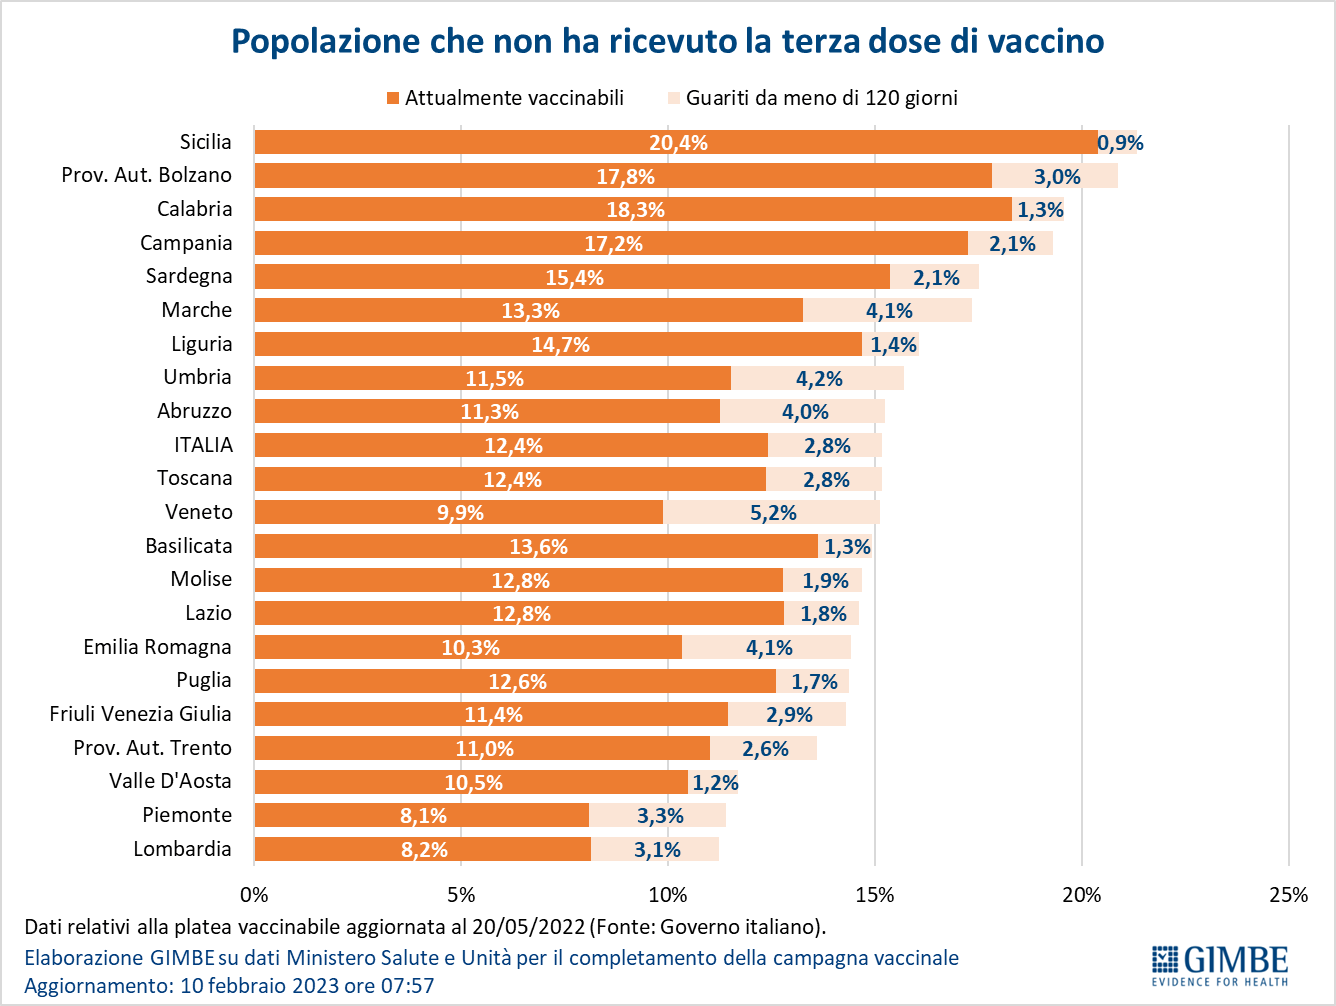 Popolazione che non ha ricevuto la terza dose di vaccino
Attualmente vaccinabili Guariti da meno di 120 giorni
Sicilia 20,4% 0,9%
Prov. Aut. Bolzano 17,8% 3,0%
Calabria 18,3% 1,3%
Campania 17,2% 2,1%
Sardegna 15,4% 2,1%
Marche 13,3% 4,1%
Liguria 14,7% 1,4%
Umbria 11,5% 4,2%
Abruzzo 11,3% 4,0%
ITALIA 12,4% 2,8%
Toscana 12,4% 2,8%
Veneto 9,9% 5,2%
Basilicata 13,6% 1,3%
Molise 12,8% 1,9%
Lazio 12,8% 1,8%
Emilia Romagna 10,3% 4,1%
Puglia 12,6% 1,7%
Friuli Venezia Giulia 11,4% 2,9%
Prov. Aut. Trento 11,0% 2,6%
Valle D'Aosta 10,5% 1,2%
Piemonte 8,1% 3,3%
Lombardia 8,2% 3,1%
0% 5% 10% 15% 20% 25%
Dati relativi alla platea vaccinabile aggiornata al 20/05/2022 (Fonte: Governo italiano).
Elaborazione GIMBE su dati Ministero Salute e Unità per il completamento della campagna vaccinale
Aggiornamento: 10 febbraio 2023 ore 07:57
GIMBE
EVIDENCE FOR HEALTH